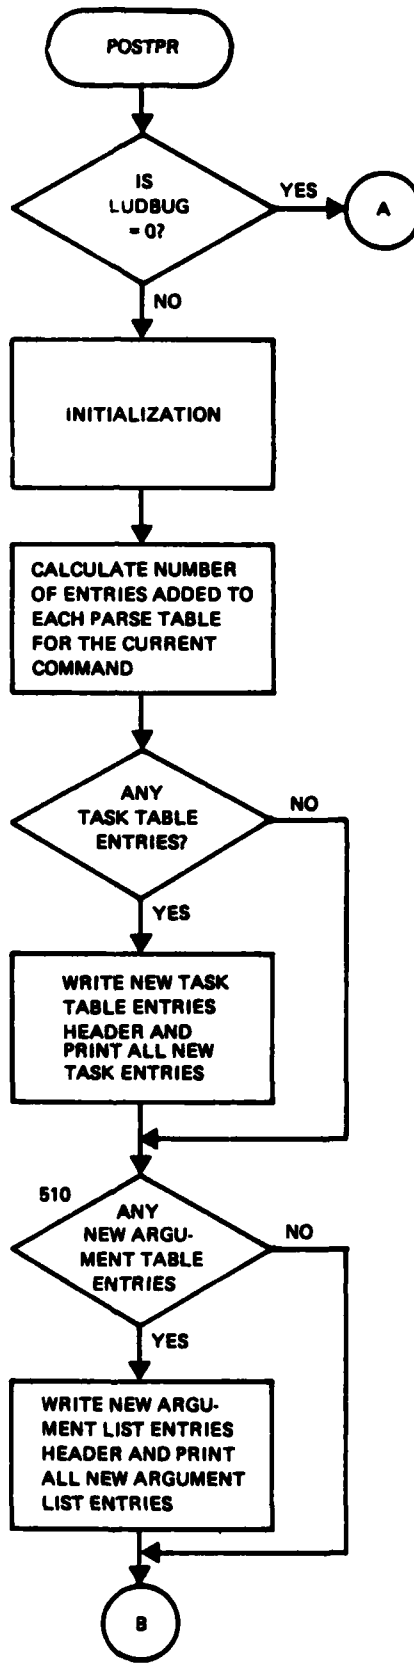 POSTPR
IS
LUDBUG
= 0?
YES
A
NO
INITIALIZATION
CALCULATE NUMBER
OF ENTRIES ADDED TO
EACH PARSE TABLE
FOR THE CURRENT
COMMAND
ANY
TASK TABLE
ENTRIES?
NO
YES
WRITE NEW TASK
TABLE ENTRIES
HEADER AND
PRINT ALL NEW
TASK ENTRIES
510
ANY
NEW ARGU-
MENT TABLE
ENTRIES
NO
YES
WRITE NEW ARGU-
MENT LIST ENTRIES
HEADER AND PRINT
ALL NEW ARGUMENT
LIST ENTRIES
B